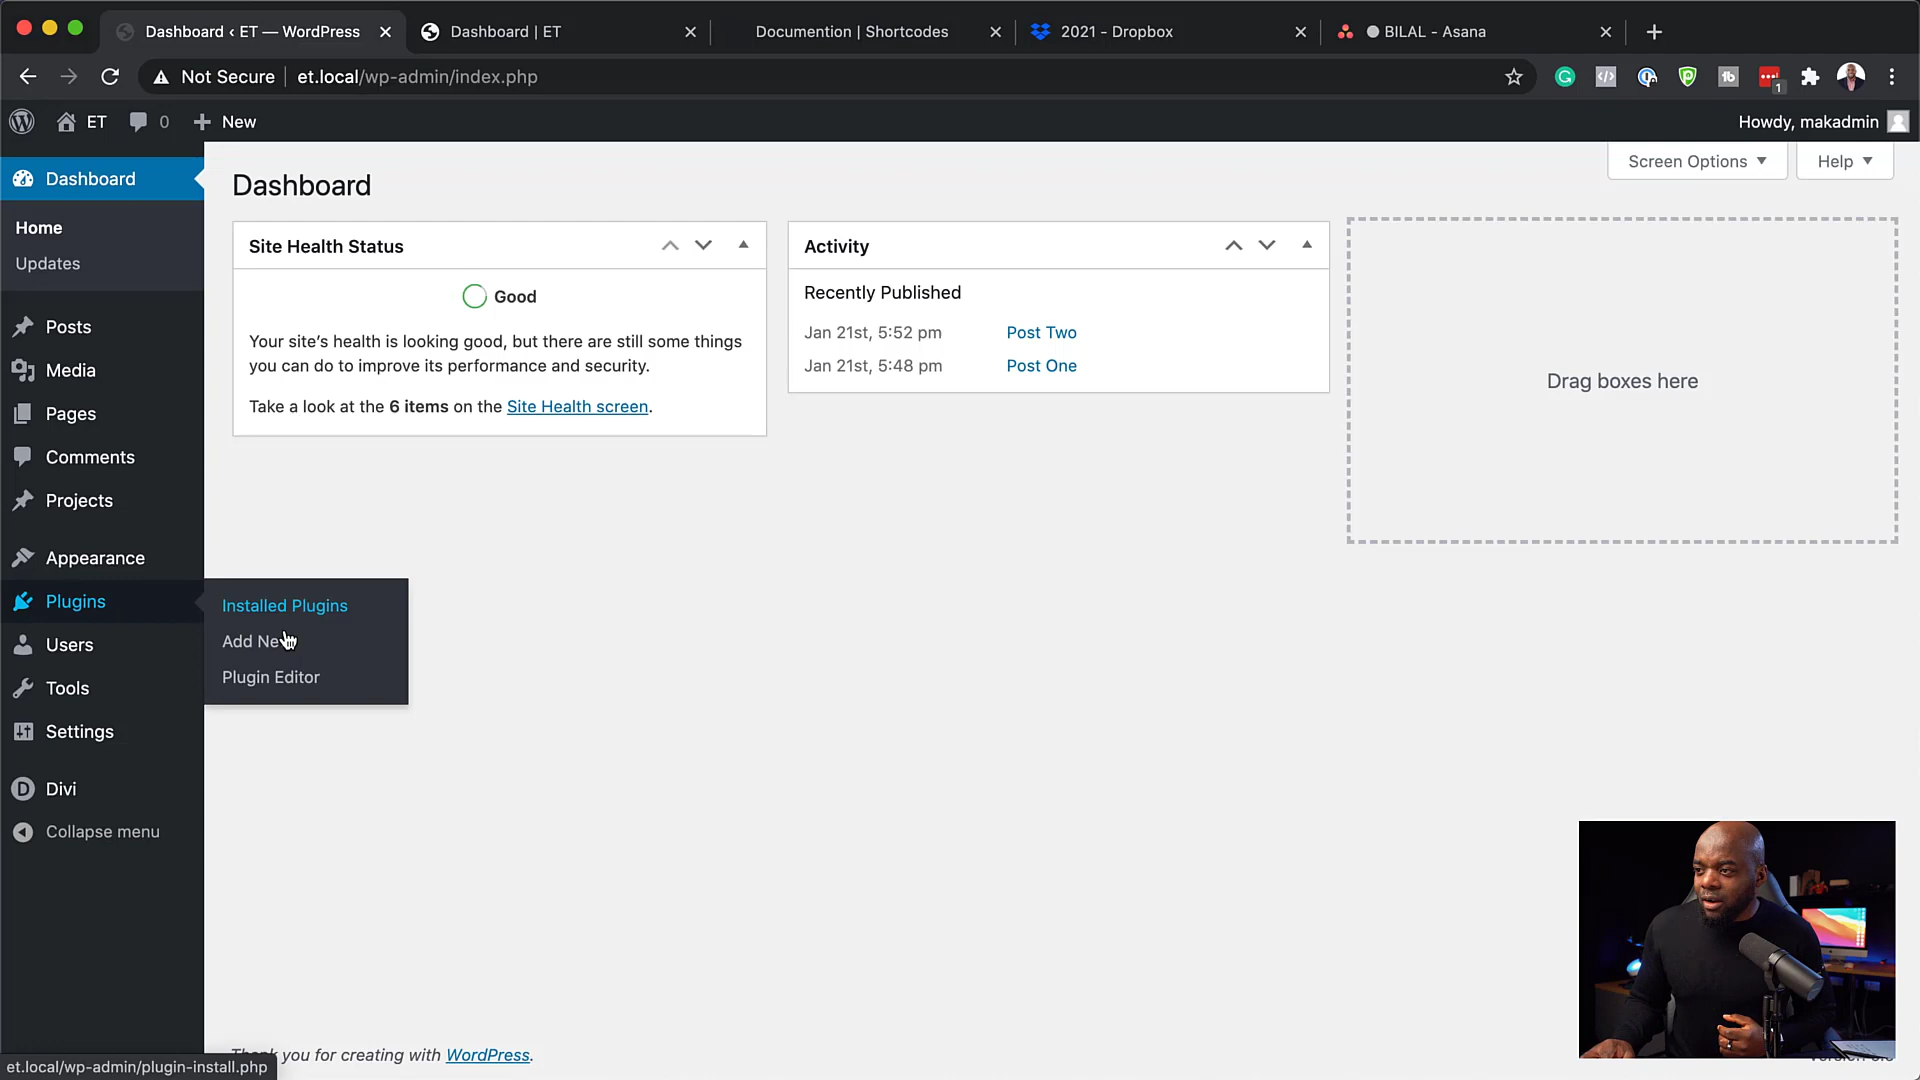 Dashboard ‹ ET — WordPress
Dashboard | ET
Documention | Shortcodes
2021 - Dropbox
BILAL - Asana
Not Secure
et.local/wp-admin/index.php
1
ET
0
New
Howdy, makadmin
Dashboard
Screen Options
Help
Home
Updates
Posts
Media
Pages
Comments
Projects
Appearance
Plugins
Users
Tools
Settings
Divi
Collapse menu
Installed Plugins
Add New
Plugin Editor
Dashboard
Site Health Status
Good
Your site’s health is looking good, but there are still some things
you can do to improve its performance and security.
Take a look at the 6 items on the Site Health screen.
Activity
Recently Published
Jan 21st, 5:52 pm Post Two
Jan 21st, 5:48 pm Post One
Drag boxes here
Thank you for creating with WordPress.
et.local/wp-admin/plugin-install.php